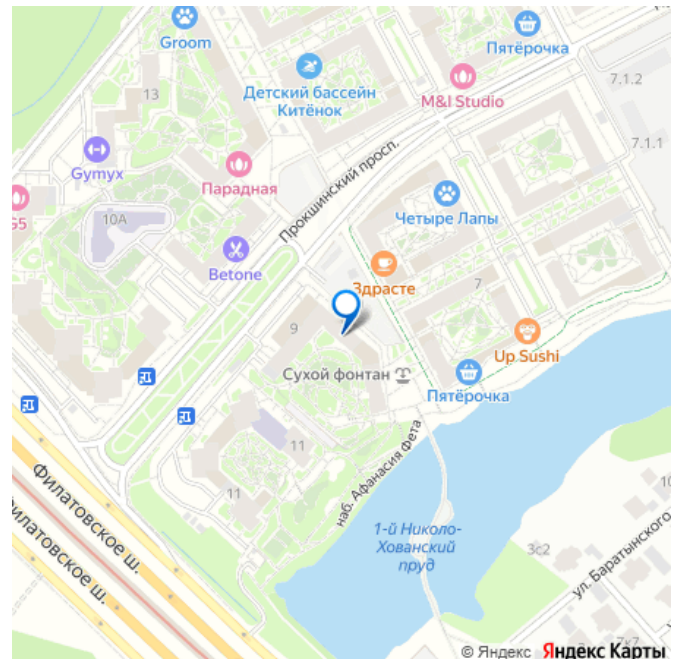 Groom
Пятёрочка
Детский бассейн
Китёнок
M&I Studio
7.1.2
13
7.1.1
Gymyx
Парадная
Прокшинский просп.
Четыре Лапы
G5
10А
Betone
Здрасте
7
9
Up Sushi
Сухой фонтан
Пятёрочка
11
11
наб. Афанасия Фета
Филатовское ш.
Филатовское ш.
1-й Николо-
Хованский
пруд
3с2
ул. Баратынского
7х7
© Яндекс Яндекс Карты